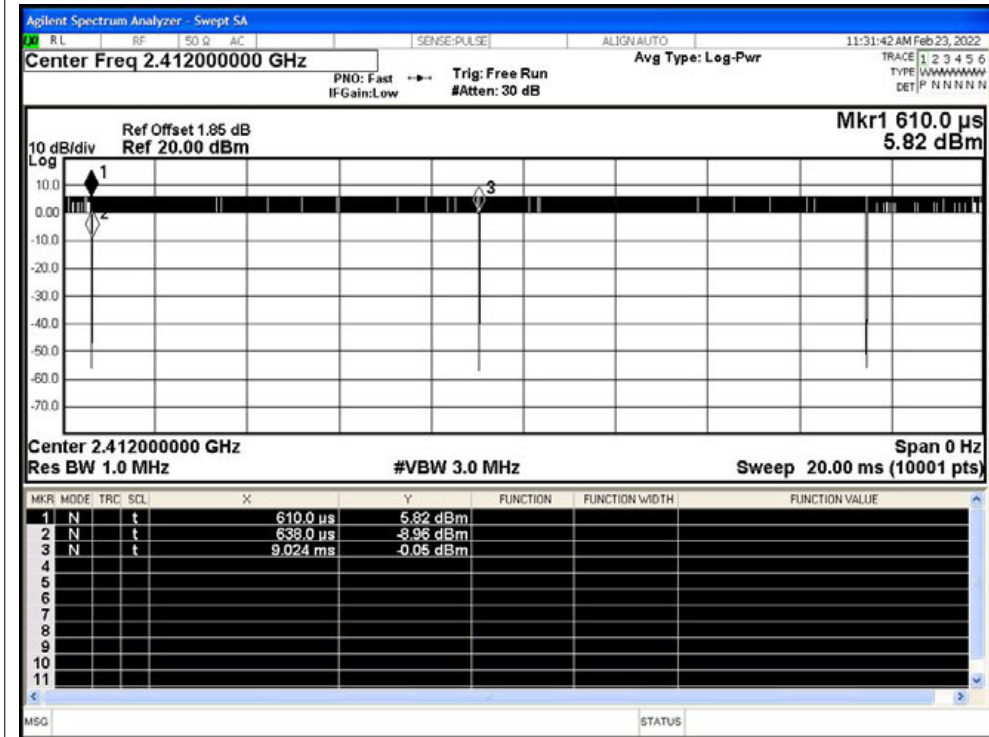 Agilent Spectrum Analyzer - Swept SA
RL RF 50 Ω AC SENSE:PULSE ALIGN AUTO 11:31:42 AM Feb 23, 2022
Center Freq 2.412000000 GHz Avg Type: Log-Pwr TRACE 1 2 3 4 5 6
PNO: Fast Trig: Free Run TYPE WWWWWW
IFGain:Low #Atten: 30 dB DET P N N N N N
Mkr1 610.0 µs
Ref Offset 1.85 dB
10 dB/div Ref 20.00 dBm 5.82 dBm
Log
1
10.0
3
0.00
2
-10.0
-20.0
-30.0
-40.0
-50.0
-60.0
-70.0
Center 2.412000000 GHz Span 0 Hz
Res BW 1.0 MHz #VBW 3.0 MHz Sweep 20.00 ms (10001 pts)
MKR MODE TRC SCL X Y FUNCTION FUNCTION WIDTH FUNCTION VALUE
1 N t 610.0 µs 5.82 dBm
2 N t 638.0 µs -8.96 dBm
3 N t 9.024 ms -0.05 dBm
4
5
6
7
8
9
10
11
MSG STATUS